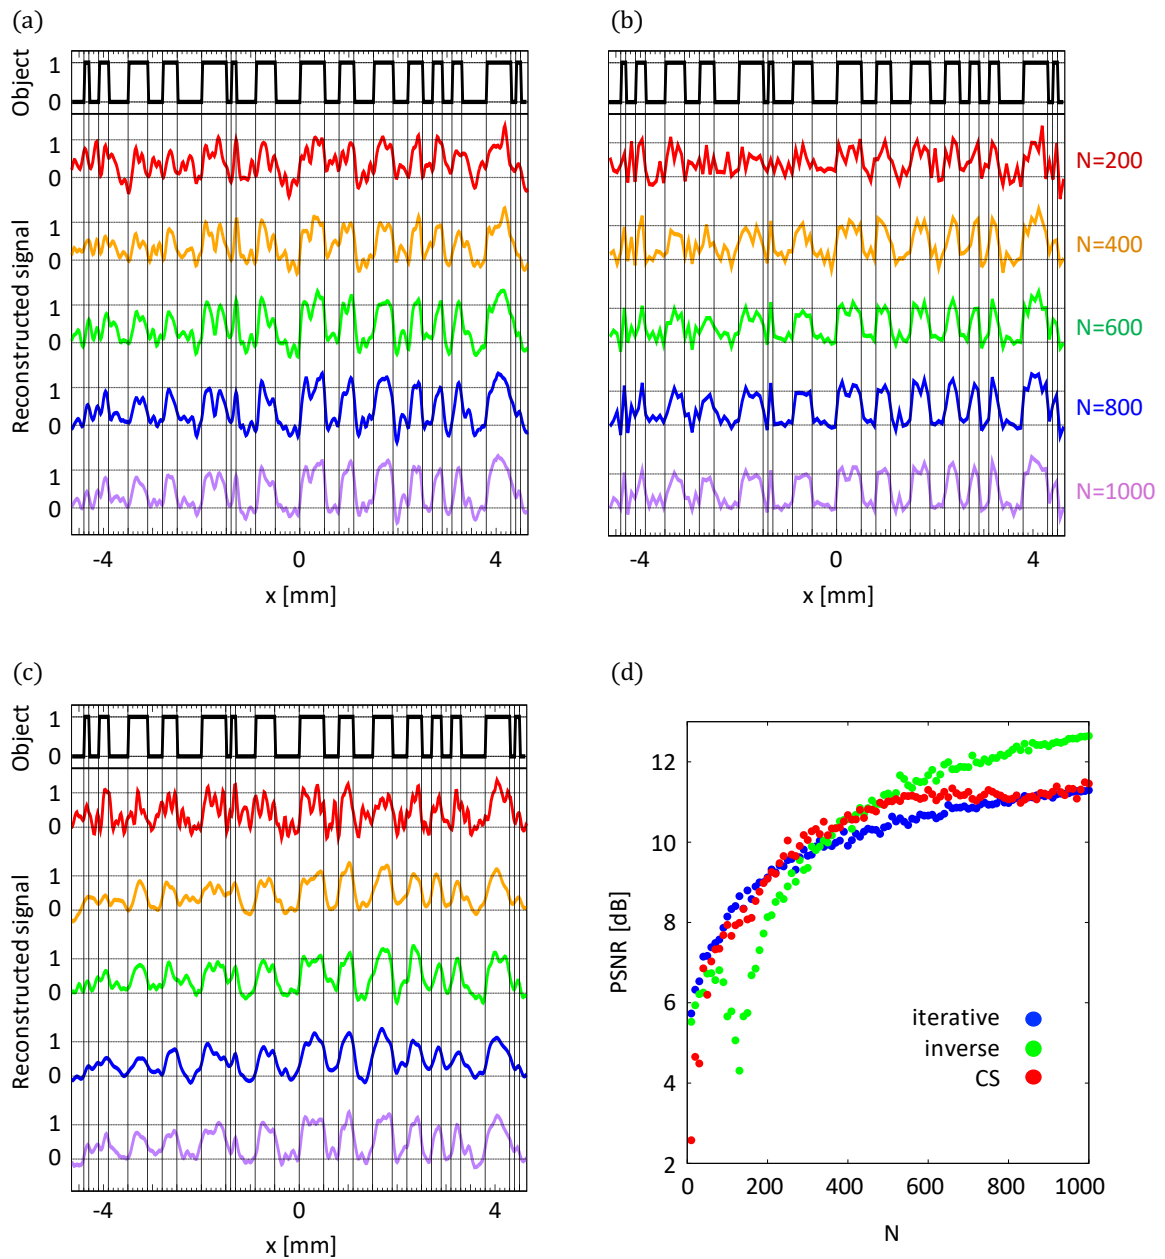 (a)
Object
1
0
Reconstructed signal
1
0
1
0
1
0
1
0
1
0
-4
0
4
x [mm]
(b)
N=200
N=400
N=600
N=800
N=1000
-4
0
4
x [mm]
(c)
Object
1
0
Reconstructed signal
1
0
1
0
1
0
1
0
1
0
-4
0
4
x [mm]
(d)
PSNR [dB]
12
10
8
6
4
2
iterative
inverse
CS
0
200
400
600
800
1000
N